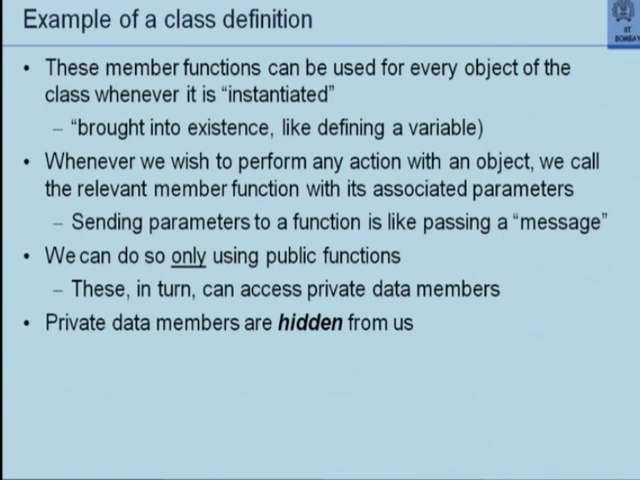 Example of a class definition
IIT
BOMBAY
• These member functions can be used for every object of the
class whenever it is “instantiated”
– “brought into existence, like defining a variable)
• Whenever we wish to perform any action with an object, we call
the relevant member function with its associated parameters
– Sending parameters to a function is like passing a “message”
• We can do so only using public functions
– These, in turn, can access private data members
• Private data members are hidden from us